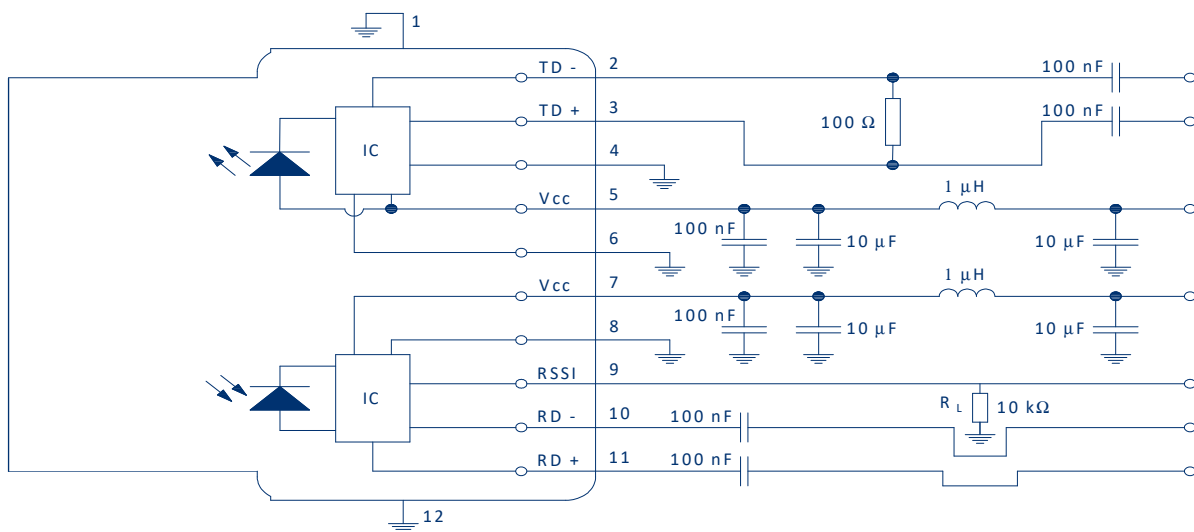 1
TD - 2 100 nF
TD + 3 100 Ω 100 nF
IC
4
Vcc 5 1 µH
100 nF 10 µF 10 µF
6
Vcc 7 1 µH
100 nF 10 µF 10 µF
8
RSSI 9
IC
R L 10 kΩ
RD - 10 100 nF
RD + 11 100 nF
12